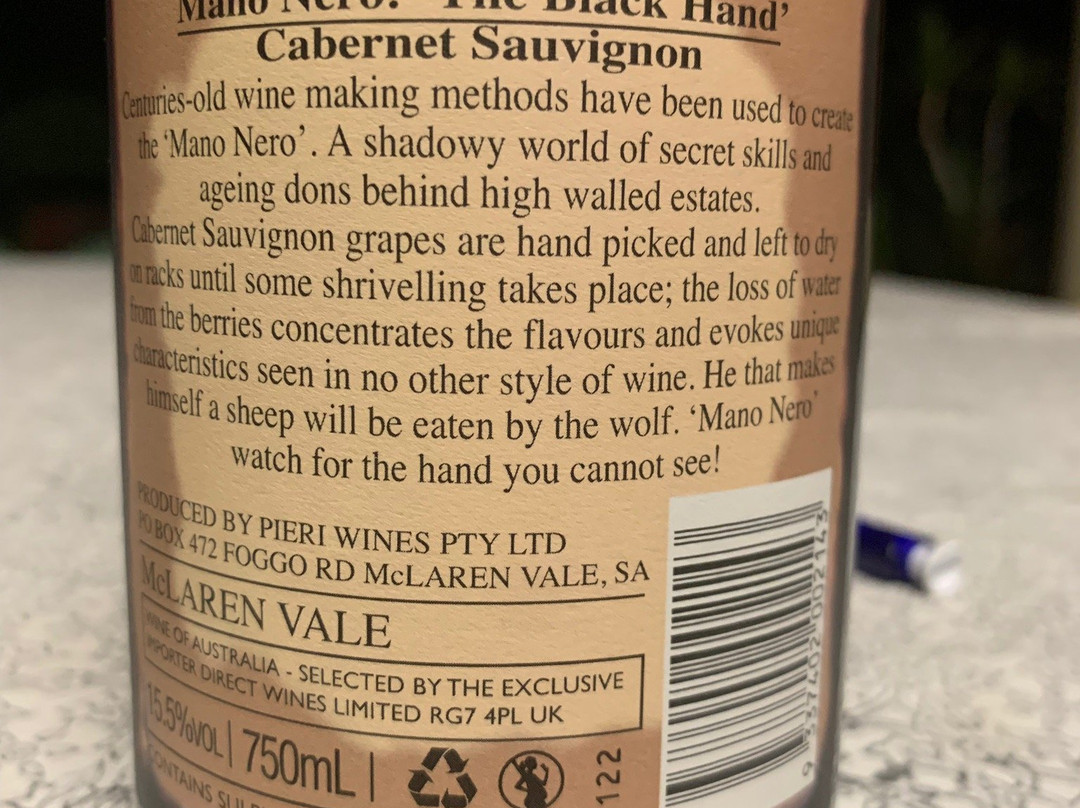 Mano Nero: 'The Black Hand'
Cabernet Sauvignon
Centuries-old wine making methods have been used to create
the 'Mano Nero'. A shadowy world of secret skills and
ageing dons behind high walled estates.
Cabernet Sauvignon grapes are hand picked and left to dry
on racks until some shrivelling takes place; the loss of water
from the berries concentrates the flavours and evokes unique
characteristics seen in no other style of wine. He that makes
himself a sheep will be eaten by the wolf. 'Mano Nero'
watch for the hand you cannot see!
PRODUCED BY PIERI WINES PTY LTD
PO BOX 472 FOGGO RD McLAREN VALE, SA
McLAREN VALE
WINE OF AUSTRALIA - SELECTED BY THE EXCLUSIVE
IMPORTER DIRECT WINES LIMITED RG7 4PL UK
15.5%VOL | 750mL |
CONTAINS
122
9 337402 002143